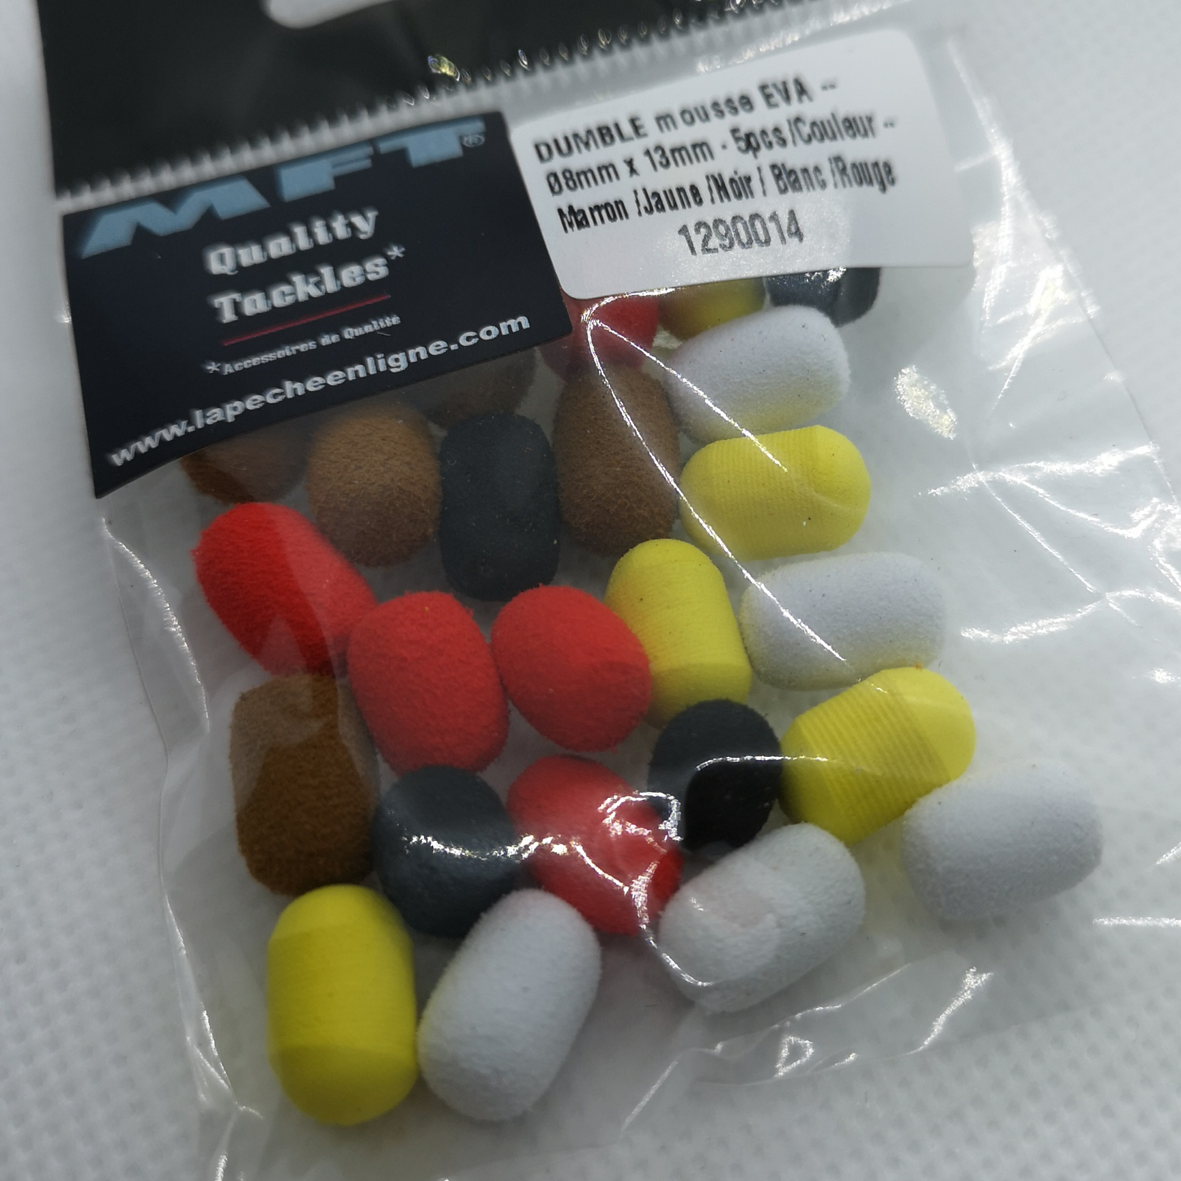 MFT®
Quality
Tackles*
*Accessoires de Qualité
www.lapecheenligne.com
DUMBLE mousse EVA --
Ø8mm x 13mm - 5pcs/Couleur --
Marron /Jaune /Noir / Blanc /Rouge
1290014